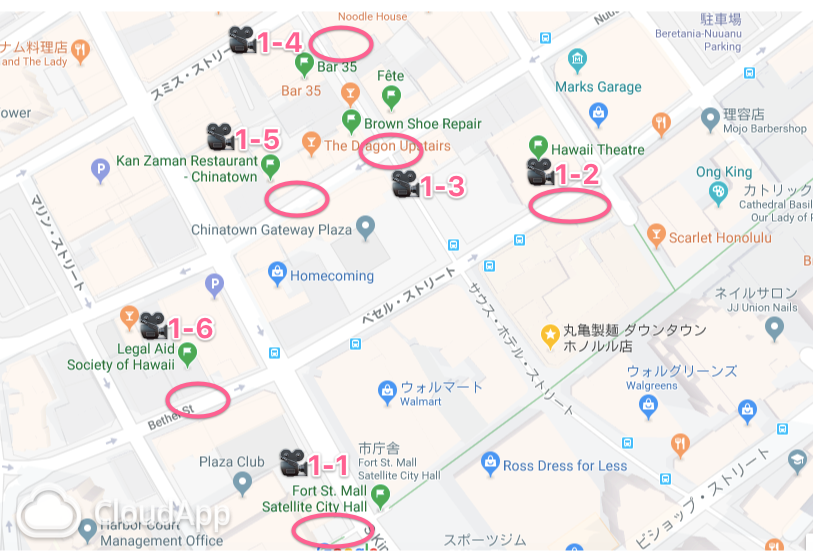 Noodle House
駐車場
Beretania-Nuuanu
Parking
1-4
ナム料理店
and The Lady
スミス・ストリ
Bar 35
Bar 35
Fête
Marks Garage
ower
理容店
Mojo Barbershop
Brown Shoe Repair
1-5
The Dragon Upstairs
Hawaii Theatre
Kan Zaman Restaurant
- Chinatown
1-3
1-2
Ong King
カトリック
Cathedral Basil
Our Lady of P
マリン・ストリート
Chinatown Gateway Plaza
Scarlet Honolulu
Homecoming
ベセル・ストリート
サウス・ホテル・ストリート
ネイルサロン
JJ Union Nails
1-6
丸亀製麺 ダウンタウン
ホノルル店
Legal Aid
Society of Hawaii
ウォルマート
Walmart
ウォルグリーンズ
Walgreens
Bethel St
1-1
Plaza Club
市庁舎
Fort St. Mall
Satellite City Hall
Ross Dress for Less
Fort St. Mall
Satellite City Hall
ビショップ・ストリート
CloudApp
Harbor Court
Management Office
Google
スポーツジム